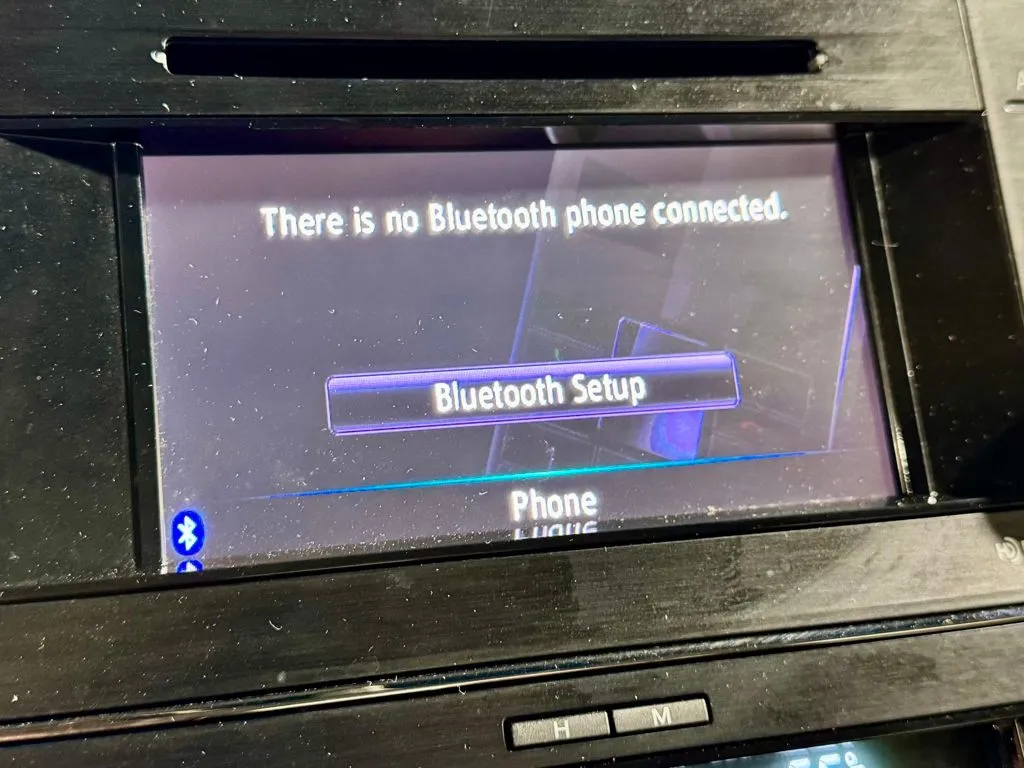 There is no Bluetooth phone connected.
Bluetooth Setup
Phone
H M